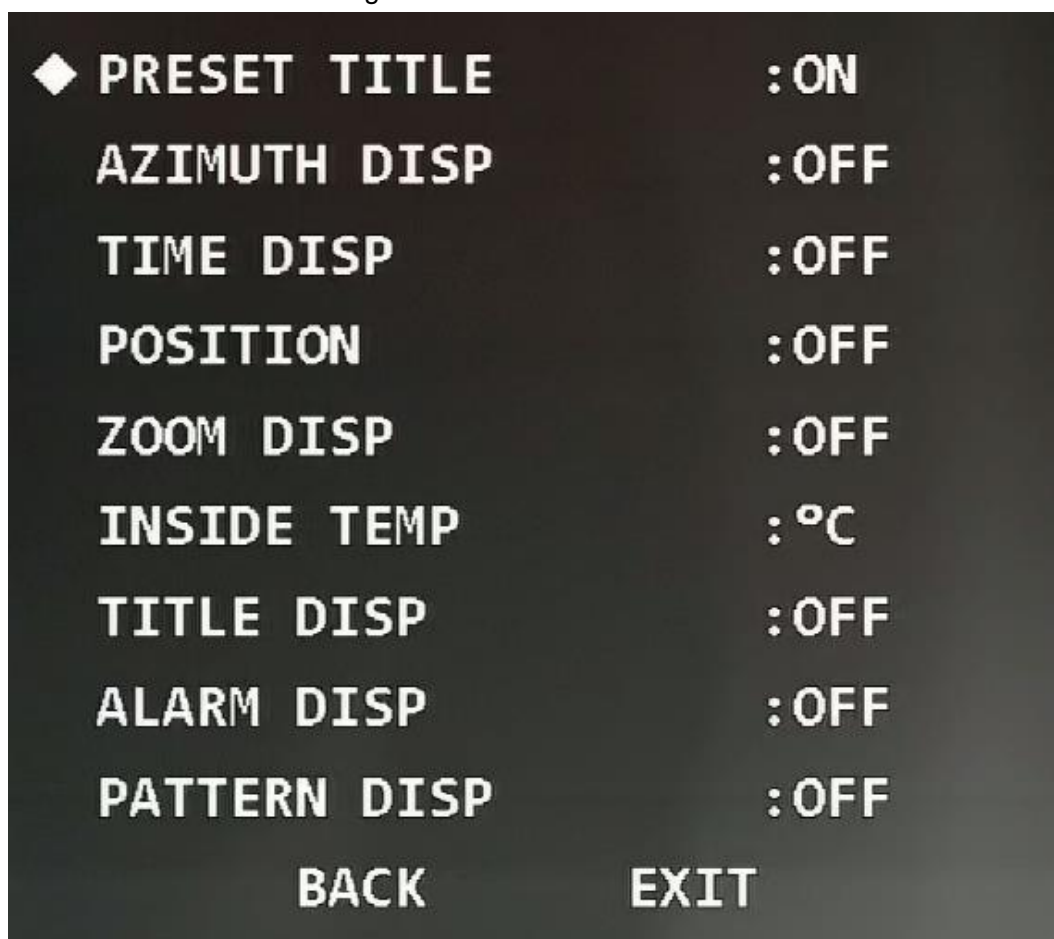 PRESET TITLE :ON
AZIMUTH DISP :OFF
TIME DISP :OFF
POSITION :OFF
ZOOM DISP :OFF
INSIDE TEMP :°C
TITLE DISP :OFF
ALARM DISP :OFF
PATTERN DISP :OFF
BACK EXIT